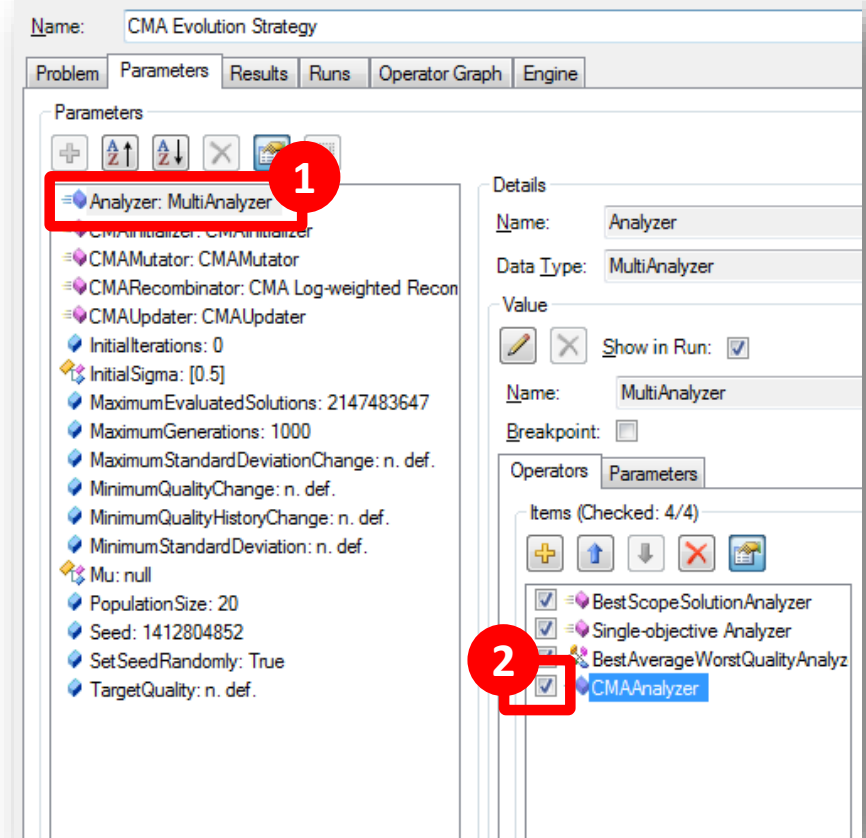 Name: CMA Evolution Strategy
Problem Parameters Results Runs Operator Graph Engine
Parameters
1
Analyzer: MultiAnalyzer
CMAInitializer: CMAInitializer
CMAMutator: CMAMutator
CMARecombinator: CMA Log-weighted Recon
CMAUpdater: CMAUpdater
InitialIterations: 0
InitialSigma: [0.5]
MaximumEvaluatedSolutions: 2147483647
MaximumGenerations: 1000
MaximumStandardDeviationChange: n. def.
MinimumQualityChange: n. def.
MinimumQualityHistoryChange: n. def.
MinimumStandardDeviation: n. def.
Mu: null
PopulationSize: 20
Seed: 1412804852
SetSeedRandomly: True
TargetQuality: n. def.
Details
Name: Analyzer
Data Type: MultiAnalyzer
Value
Show in Run:
Name: MultiAnalyzer
Breakpoint:
Operators Parameters
Items (Checked: 4/4)
BestScopeSolutionAnalyzer
Single-objective Analyzer
BestAverageWorstQualityAnalyz
2
CMAAnalyzer